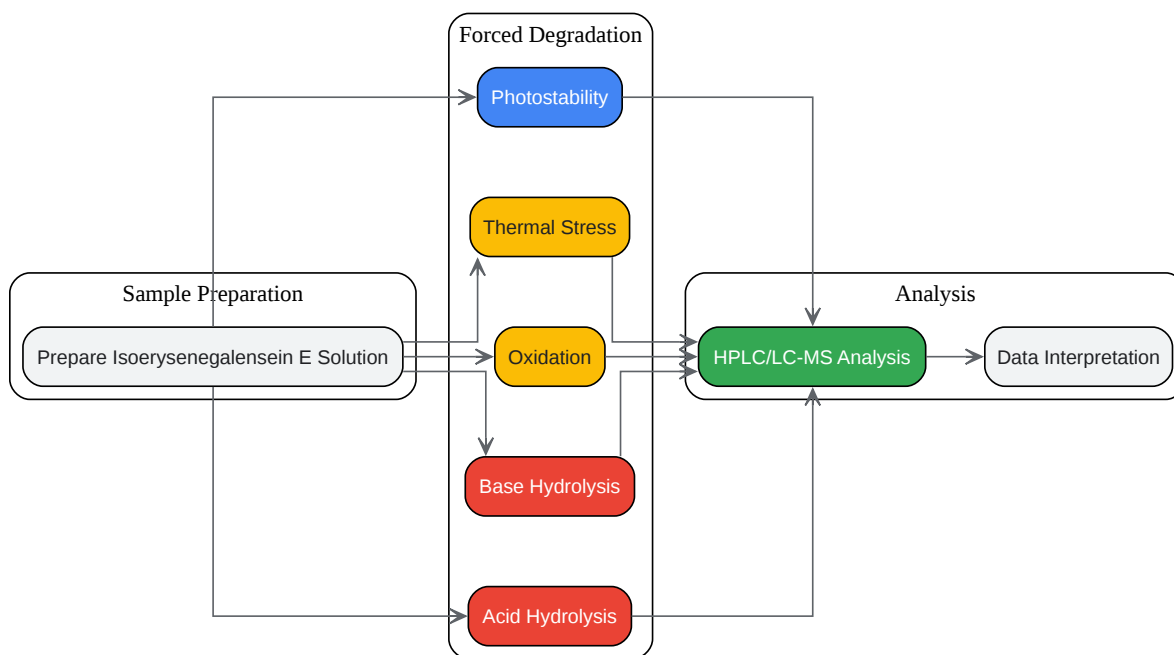 Forced Degradation
Photostability
Thermal Stress
Sample Preparation
Analysis
Prepare Isoerysenegalensein E Solution
Oxidation
HPLC/LC-MS Analysis
Data Interpretation
Base Hydrolysis
Acid Hydrolysis